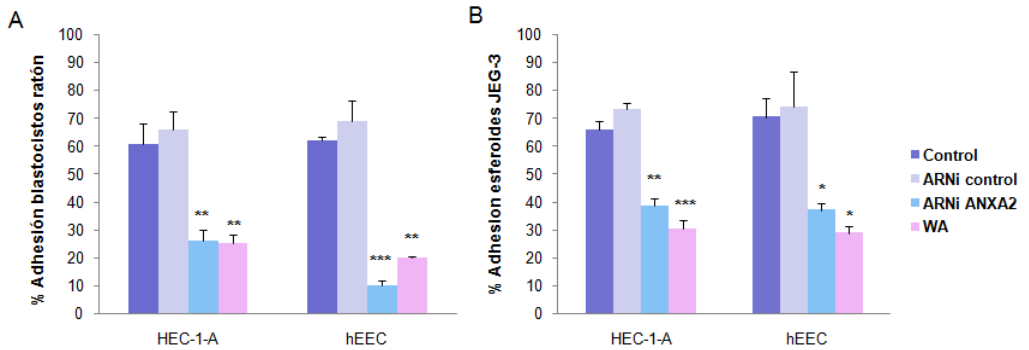 A
% Adhesión blastocistos ratón
100
90
80
70
60
50
40
30
20
10
0
**
**
***
**
HEC-1-A
hEEC
B
% Adhesion esferoides JEG-3
100
90
80
70
60
50
40
30
20
10
0
**
***
*
*
HEC-1-A
hEEC
Control
ARNi control
ARNi ANXA2
WA